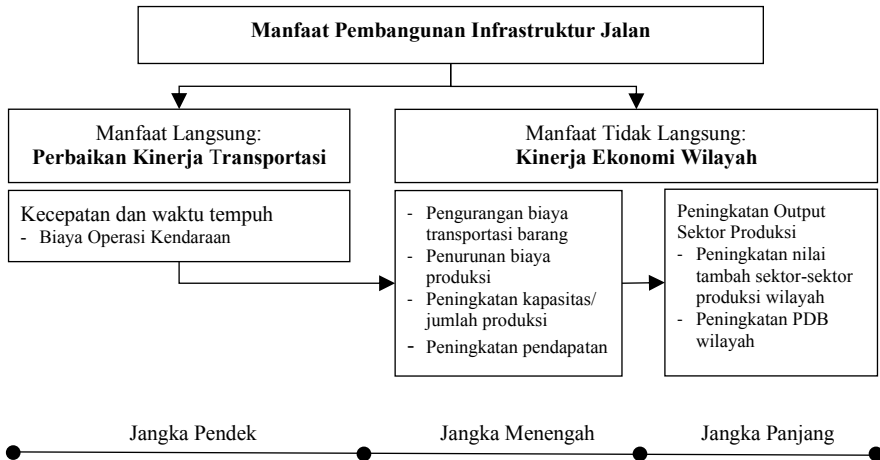 Manfaat Pembangunan Infrastruktur Jalan
Manfaat Langsung:
Perbaikan Kinerja Transportasi
Manfaat Tidak Langsung:
Kinerja Ekonomi Wilayah
Kecepatan dan waktu tempuh
- Biaya Operasi Kendaraan
- Pengurangan biaya
transportasi barang
- Penurunan biaya
produksi
- Peningkatan kapasitas/
jumlah produksi
- Peningkatan pendapatan
Peningkatan Output
Sektor Produksi
- Peningkatan nilai
tambah sektor-sektor
produksi wilayah
- Peningkatan PDB
wilayah
Jangka Pendek
Jangka Menengah
Jangka Panjang